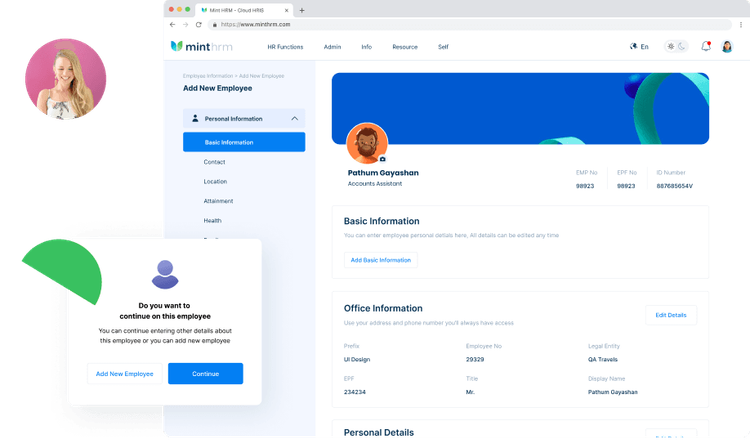 Mint HRM - Cloud HRIS
https://www.minthrm.com
minthrm
HR Functions
Admin
Info
Resource
Self
En
Employee Information > Add New Employee
Add New Employee
Personal Information
Basic Information
Contact
Location
Attainment
Health
Pathum Gayashan
Accounts Assistant
EMP No
EPF No
ID Number
98923
98923
887685654V
Basic Information
You can enter employee personal details here, All details can be edited any time
Add Basic Information
Office Information
Use your address and phone number you'll always have access
Edit Details
Prefix
Employee No
Legal Entity
UI Design
29329
QA Travels
EPF
Title
Display Name
234234
Mr.
Pathum Gayashan
Personal Details
Do you want to
continue on this employee
You can continue entering other details about
this employee or you can add new employee
Add New Employee
Continue